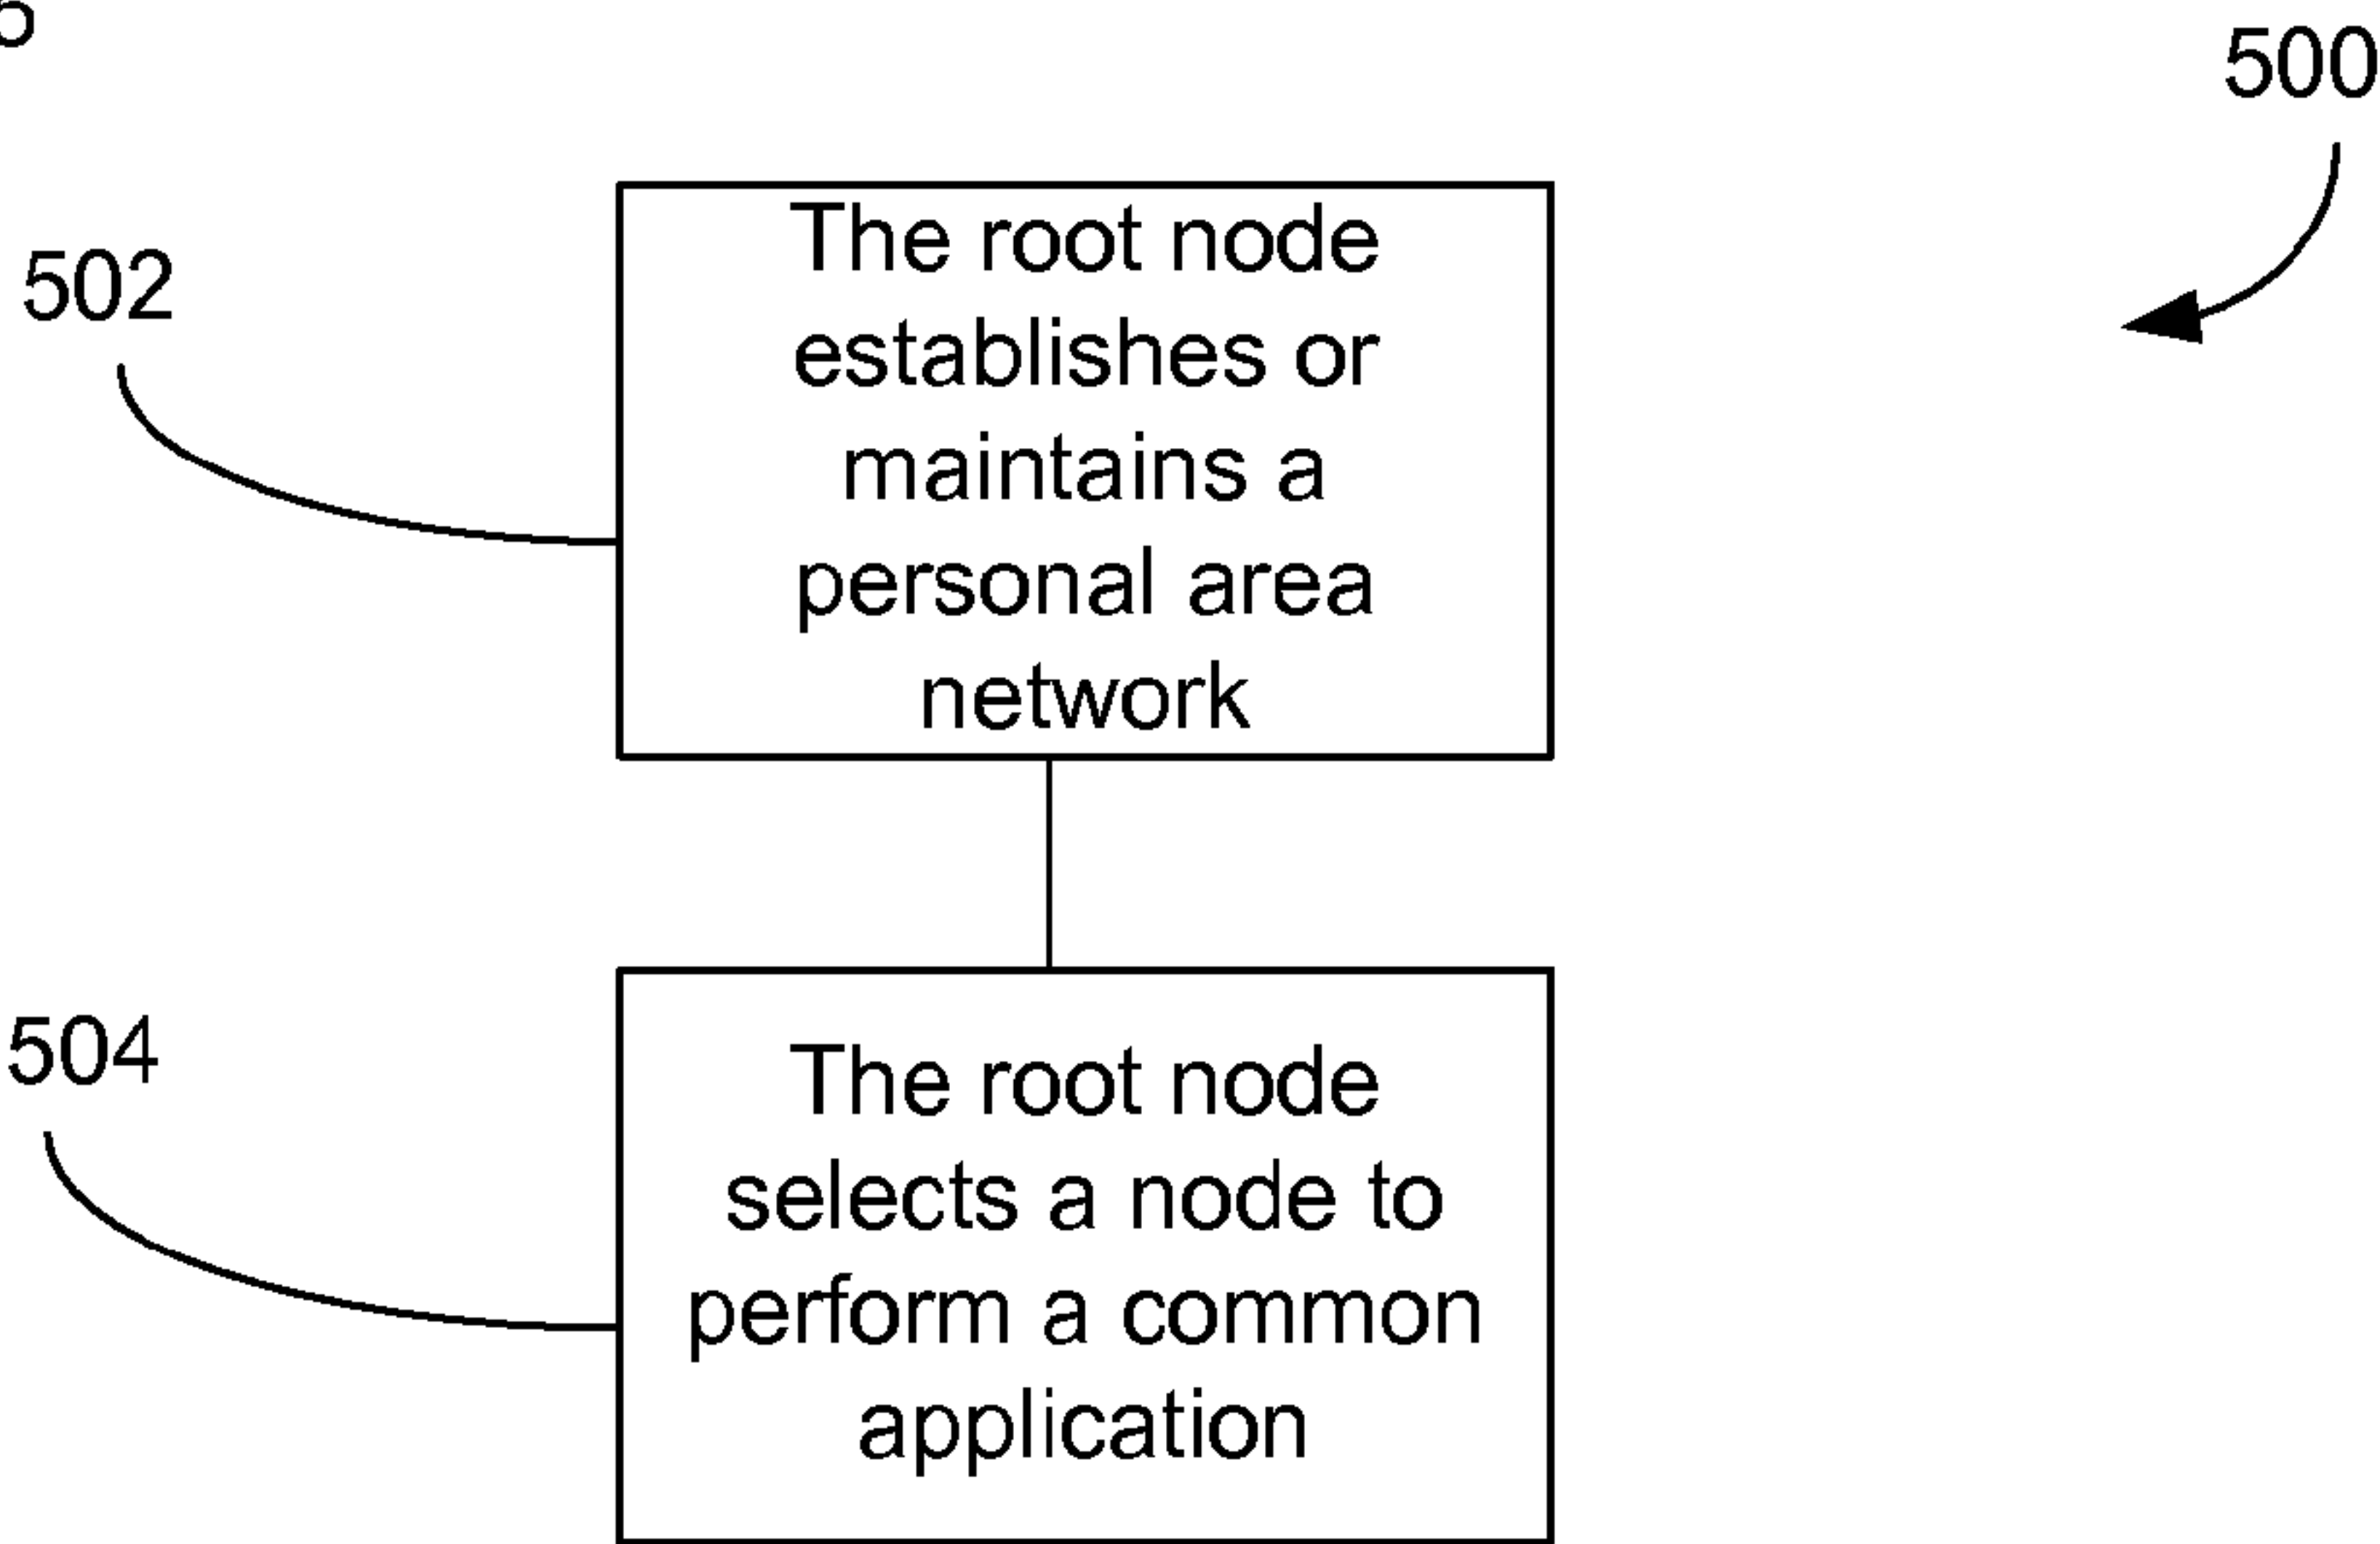 500
502
The root node
establishes or
maintains a
personal area
network
504
The root node
selects a node to
perform a common
application